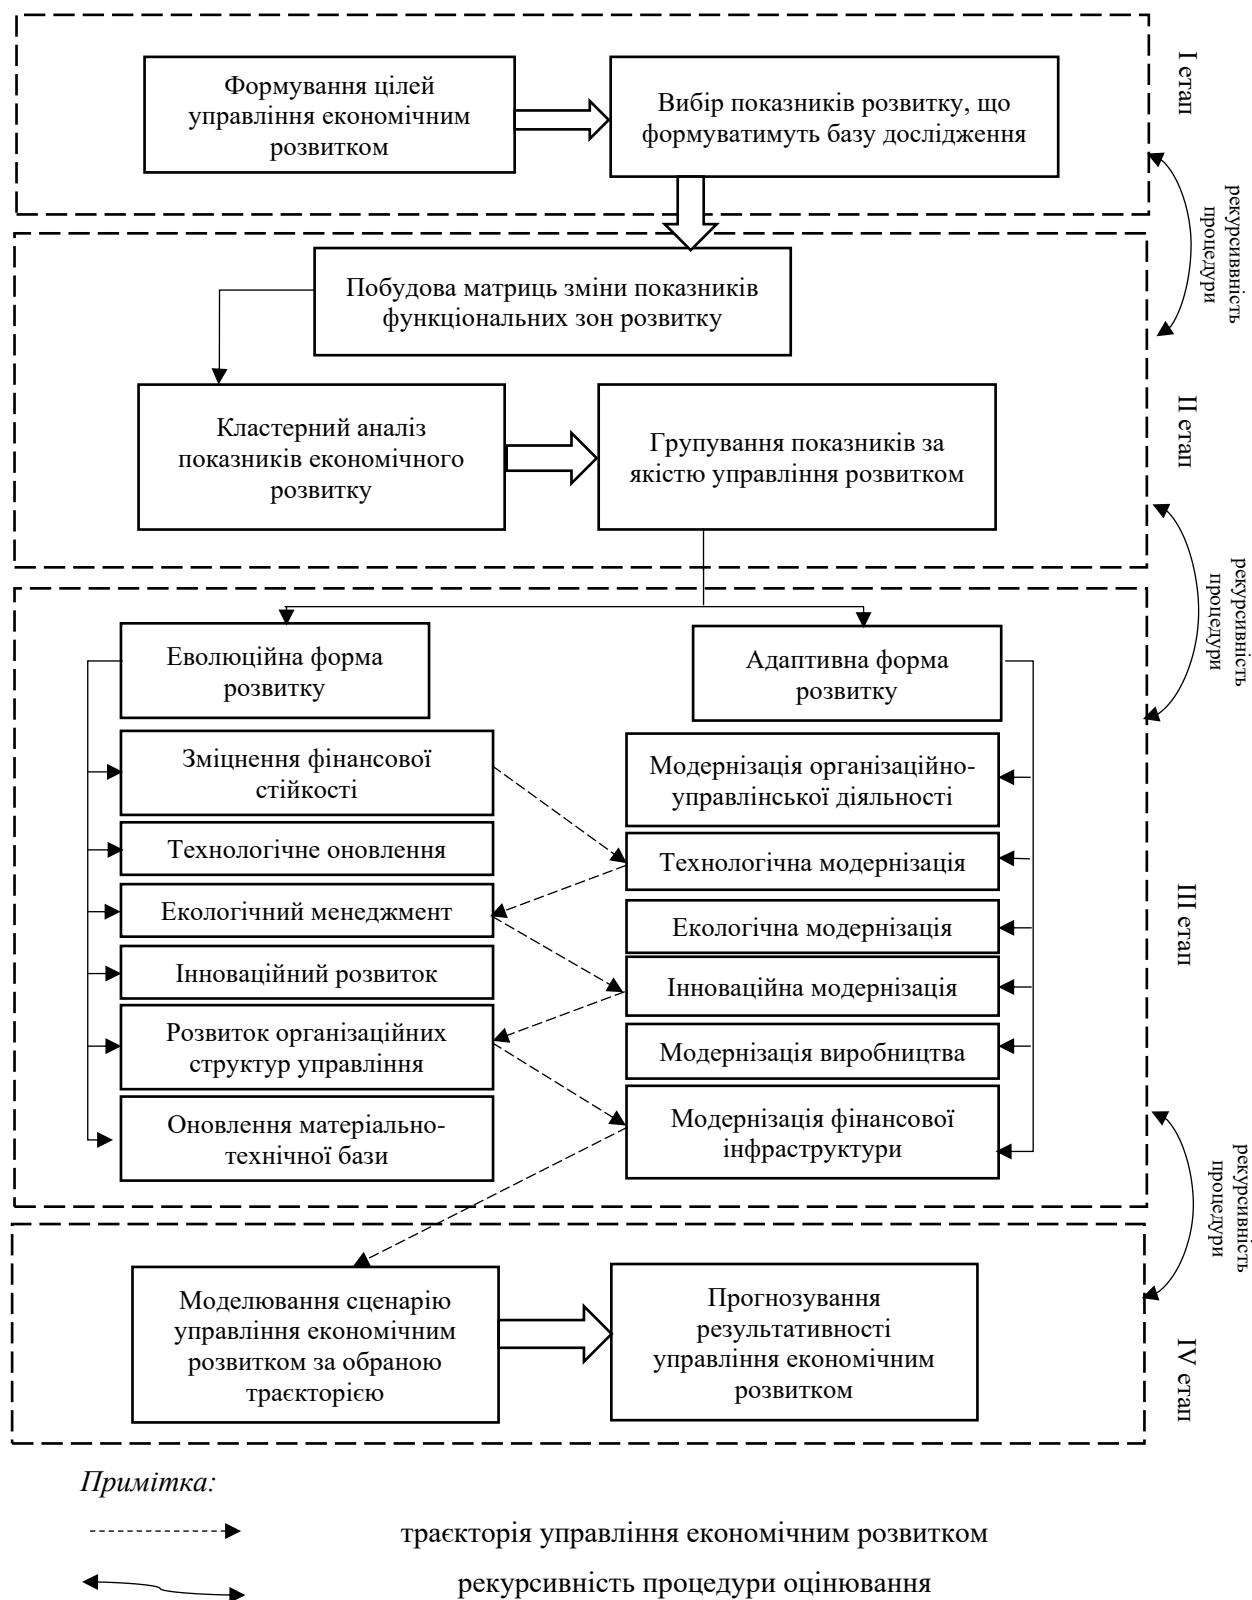 Формування цілей
управління економічним
розвитком
Вибір показників розвитку, що
формуватимуть базу дослідження
І етап
рекурсиввність
процедури
Побудова матриць зміни показників
функціональних зон розвитку
Кластерний аналіз
показників економічного
розвитку
Групування показників за
якістю управління розвитком
ІІ етап
рекурсивність
процедури
Еволюційна форма
розвитку
Адаптивна форма
розвитку
Зміцнення фінансової
стійкості
Технологічне оновлення
Екологічний менеджмент
Інноваційний розвиток
Розвиток організаційних
структур управління
Оновлення матеріально-
технічної бази
Модернізація організаційно-
управлінської діяльності
Технологічна модернізація
Екологічна модернізація
Інноваційна модернізація
Модернізація виробництва
Модернізація фінансової
інфраструктури
ІІІ етап
рекурсивність
процедури
Моделювання сценарію
управління економічним
розвитком за обраною
траєкторією
Прогнозування
результативності
управління економічним
розвитком
IV етап
Примітка:
траєкторія управління економічним розвитком
рекурсивність процедури оцінювання